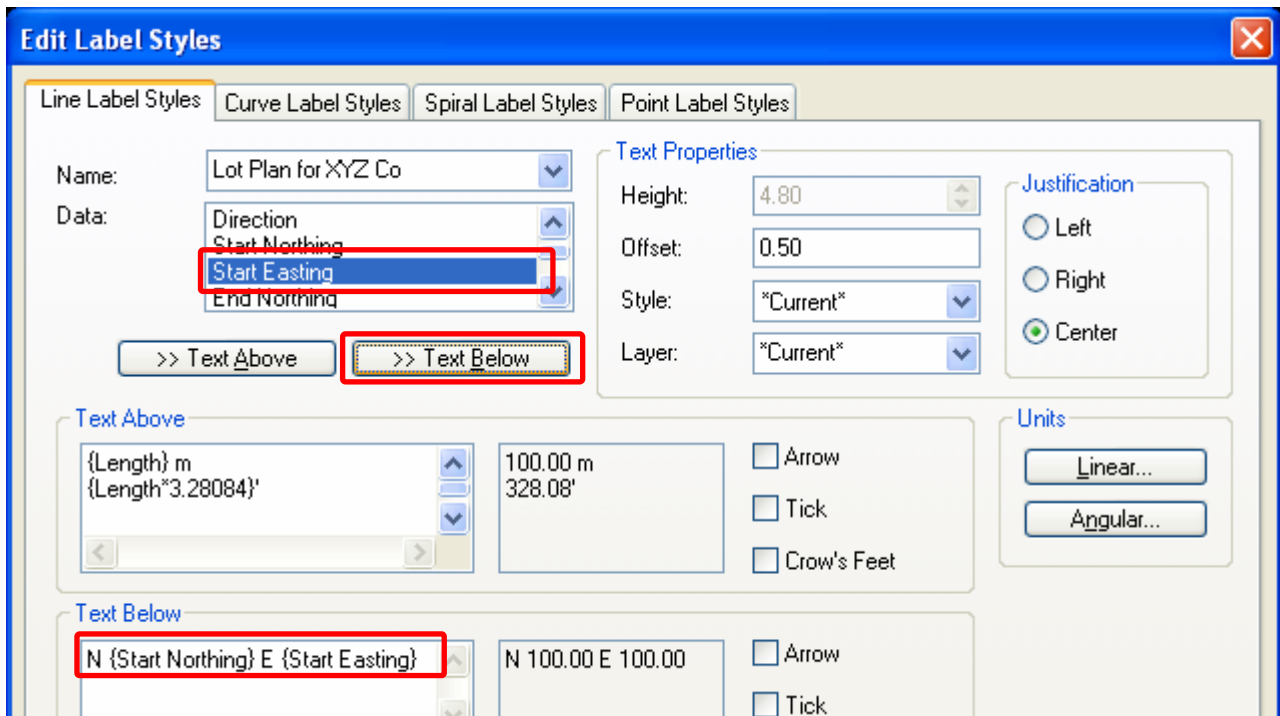 Edit Label Styles
Line Label Styles
Curve Label Styles
Spiral Label Styles
Point Label Styles
Name:
Lot Plan for XYZ Co
Data:
Direction
Start Northing
Start Easting
End Northing
>> Text Above
>> Text Below
Text Properties
Height:
4.80
Offset:
0.50
Style:
*Current*
Layer:
*Current*
Justification
Left
Right
Center
Text Above
{Length} m
{Length*3.28084}'
100.00 m
328.08'
Arrow
Tick
Crow's Feet
Units
Linear...
Angular...
Text Below
N {Start Northing} E {Start Easting}
N 100.00 E 100.00
Arrow
Tick